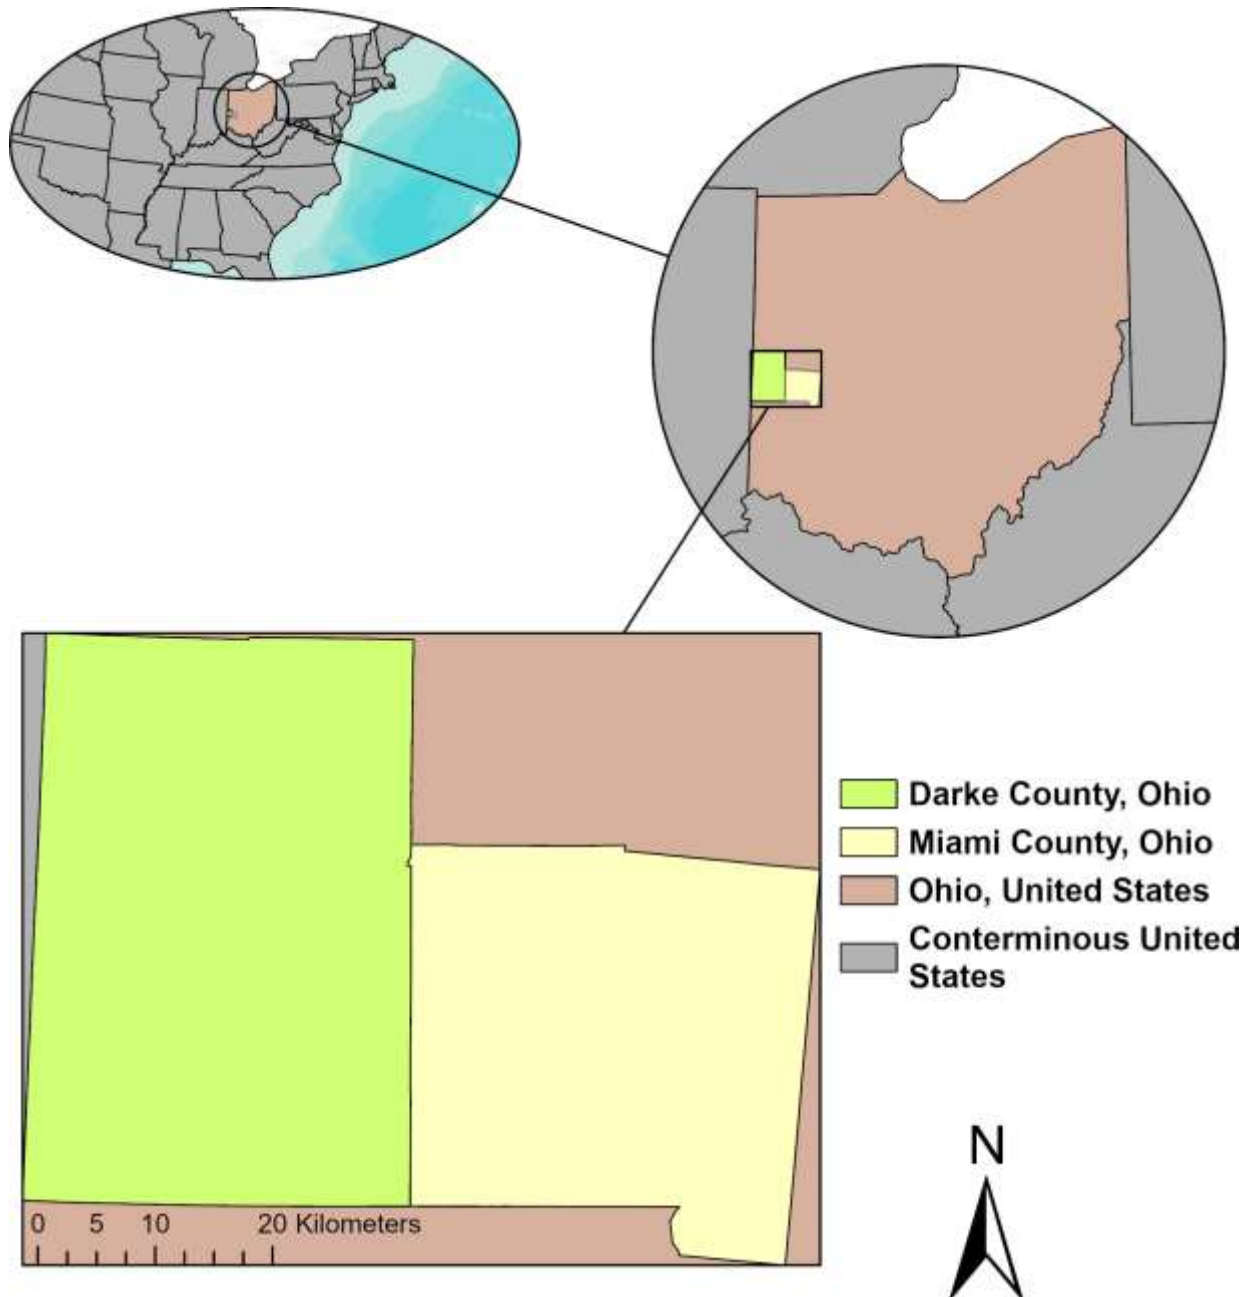 Darke County, Ohio
Miami County, Ohio
Ohio, United States
Conterminous United
States
N
0 5 10 20 Kilometers